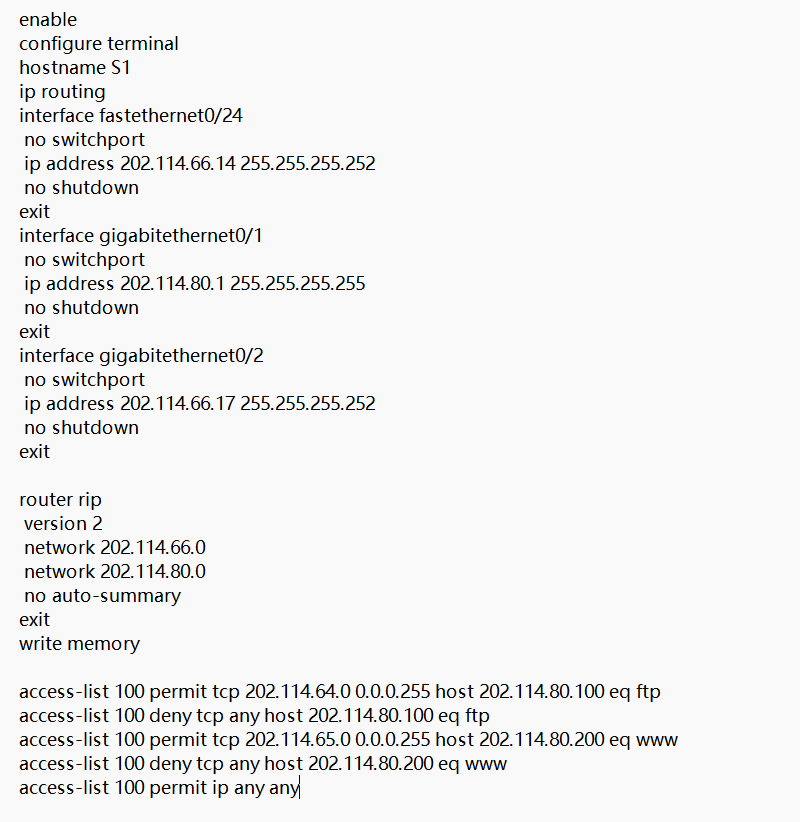 enable
configure terminal
hostname S1
ip routing
interface fastethernet0/24
no switchport
ip address 202.114.66.14 255.255.255.252
no shutdown
exit
interface gigabitethernet0/1
no switchport
ip address 202.114.80.1 255.255.255.255
no shutdown
exit
interface gigabitethernet0/2
no switchport
ip address 202.114.66.17 255.255.255.252
no shutdown
exit
router rip
version 2
network 202.114.66.0
network 202.114.80.0
no auto-summary
exit
write memory
access-list 100 permit tcp 202.114.64.0 0.0.0.255 host 202.114.80.100 eq ftp
access-list 100 deny tcp any host 202.114.80.100 eq ftp
access-list 100 permit tcp 202.114.65.0 0.0.0.255 host 202.114.80.200 eq www
access-list 100 deny tcp any host 202.114.80.200 eq www
access-list 100 permit ip any any